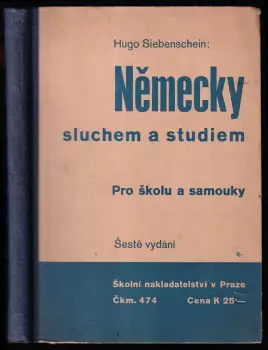 Hugo Siebenschein:
Německy
sluchem a studiem
Pro školu a samouky
Šesté vydání
Školní nakladatelství v Praze
Čkm. 474 Cena K 25·—